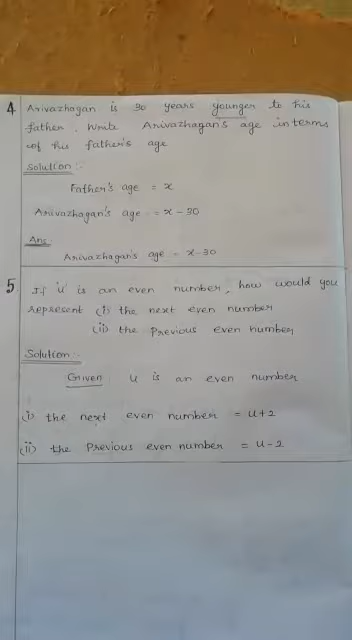 4. Arivazhagan is 30 years younger to his
father. Write Arivazhagan's age in terms
of his father's age
Solution:
Father's age = x
Arivazhagan's age = x - 30
Ans:
Arivazhagan's age = x - 30
5. If 'u' is an even number, how would you
represent (i) the next even number
(ii) the Previous even number
Solution:
Given u is an even number
(i) the next even number = u+2
(ii) the Previous even number = u-2